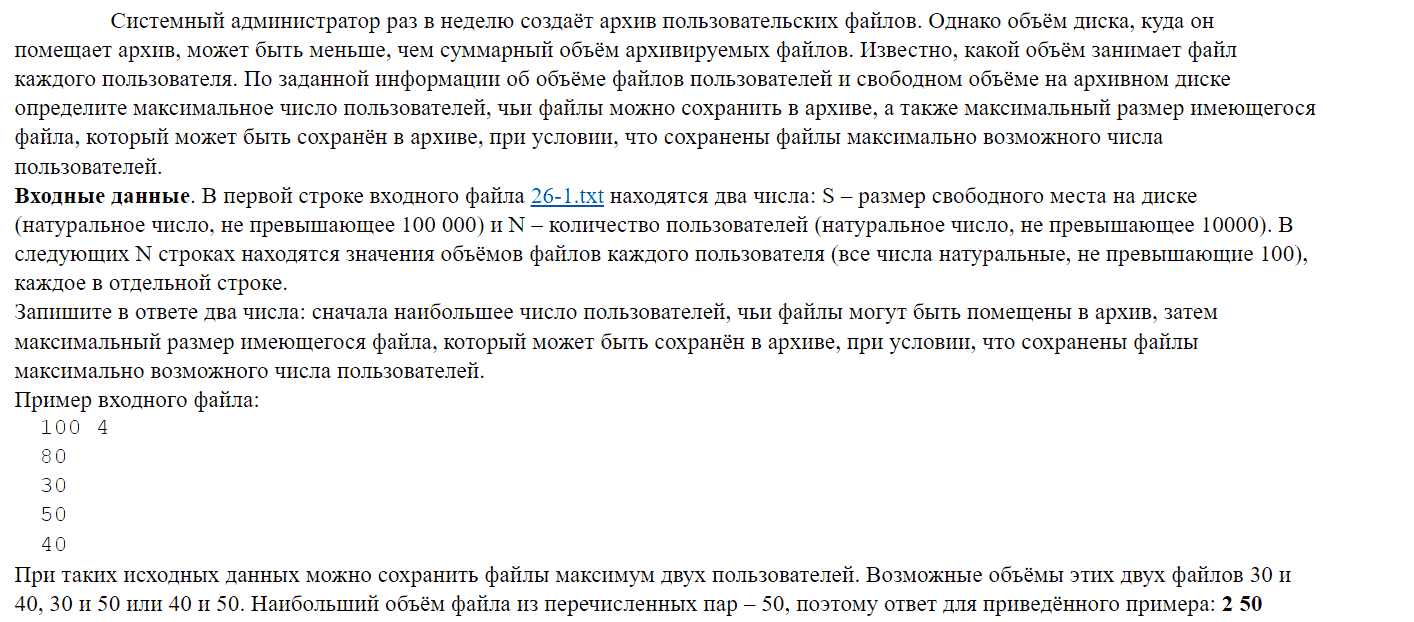 Системный администратор раз в неделю создаёт архив пользовательских файлов. Однако объём диска, куда он
помещает архив, может быть меньше, чем суммарный объём архивируемых файлов. Известно, какой объём занимает файл
каждого пользователя. По заданной информации об объёме файлов пользователей и свободном объёме на архивном диске
определите максимальное число пользователей, чьи файлы можно сохранить в архиве, а также максимальный размер имеющегося
файла, который может быть сохранён в архиве, при условии, что сохранены файлы максимально возможного числа
пользователей.
Входные данные. В первой строке входного файла 26-1.txt находятся два числа: S – размер свободного места на диске
(натуральное число, не превышающее 100 000) и N – количество пользователей (натуральное число, не превышающее 10000). В
следующих N строках находятся значения объёмов файлов каждого пользователя (все числа натуральные, не превышающие 100),
каждое в отдельной строке.
Запишите в ответе два числа: сначала наибольшее число пользователей, чьи файлы могут быть помещены в архив, затем
максимальный размер имеющегося файла, который может быть сохранён в архиве, при условии, что сохранены файлы
максимально возможного числа пользователей.
Пример входного файла:
100 4
80
30
50
40
При таких исходных данных можно сохранить файлы максимум двух пользователей. Возможные объёмы этих двух файлов 30 и
40, 30 и 50 или 40 и 50. Наибольший объём файла из перечисленных пар – 50, поэтому ответ для приведённого примера: 2 50